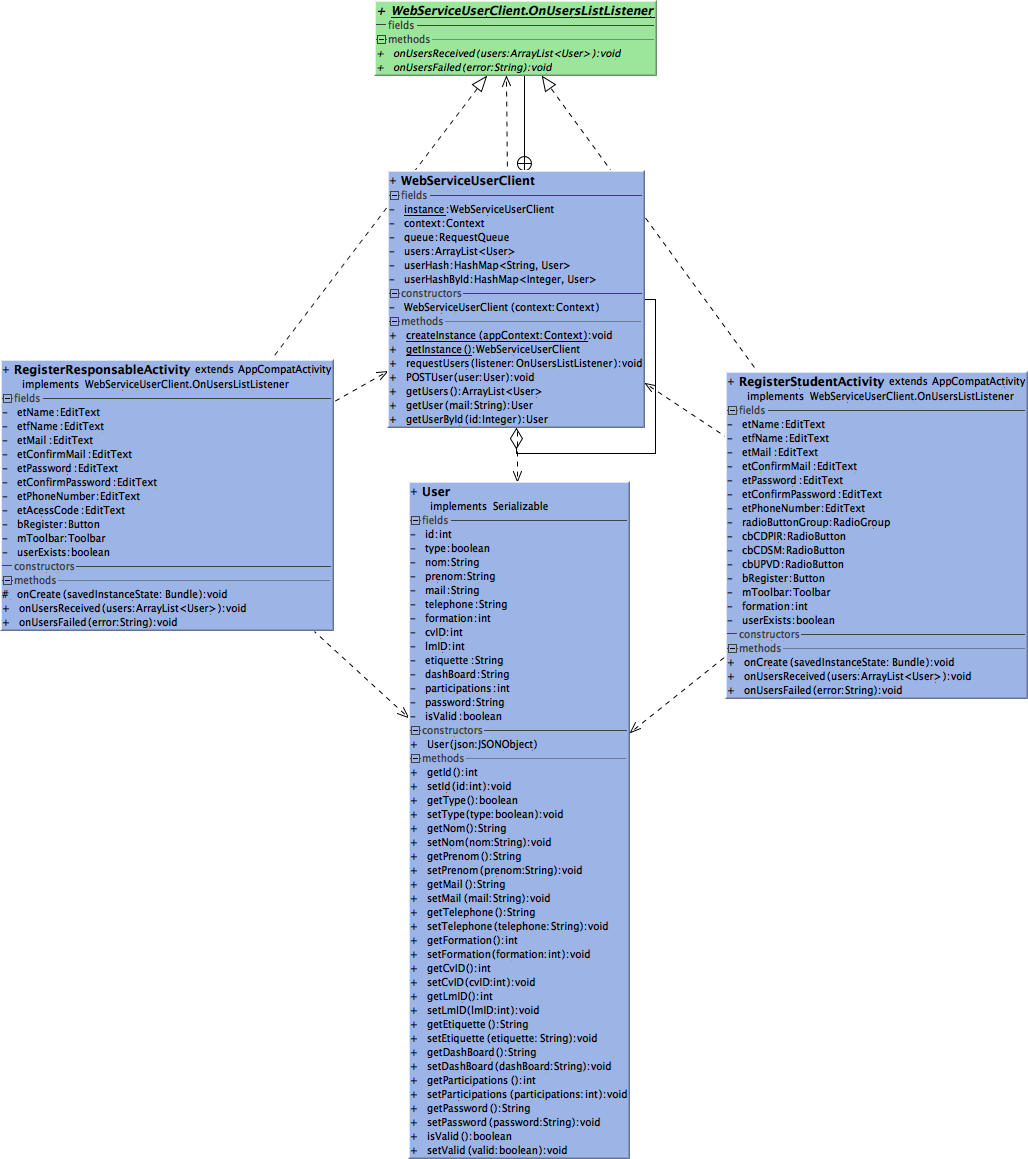 + WebServiceUserClient.OnUsersListListener
fields
methods
+ onUsersReceived(users:ArrayList<User>):void
+ onUsersFailed(error:String):void
+ WebServiceUserClient
fields
- instance:WebServiceUserClient
- context:Context
- queue:RequestQueue
- users:ArrayList<User>
- userHash:HashMap<String, User>
- userHashById:HashMap<Integer, User>
constructors
- WebServiceUserClient(context:Context)
methods
+ createInstance(appContext:Context):void
+ getInstance():WebServiceUserClient
+ requestUsers(listener:OnUsersListListener):void
+ POSTUser(user:User):void
+ getUsers():ArrayList<User>
+ getUser(mail:String):User
+ getUserById(id:Integer):User
+ RegisterResponsableActivity extends AppCompatActivity
implements WebServiceUserClient.OnUsersListListener
fields
- etName:EditText
- etfName:EditText
- etMail:EditText
- etConfirmMail:EditText
- etPassword:EditText
- etConfirmPassword:EditText
- etPhoneNumber:EditText
- etAcessCode:EditText
- bRegister:Button
- mToolbar:Toolbar
- userExists:boolean
constructors
methods
# onCreate(savedInstanceState: Bundle):void
+ onUsersReceived(users:ArrayList<User>):void
+ onUsersFailed(error:String):void
+ RegisterStudentActivity extends AppCompatActivity
implements WebServiceUserClient.OnUsersListListener
fields
- etName:EditText
- etfName:EditText
- etMail:EditText
- etConfirmMail:EditText
- etPassword:EditText
- etConfirmPassword:EditText
- etPhoneNumber:EditText
- radioButtonGroup:RadioGroup
- cbCDPIR:RadioButton
- cbCDSM:RadioButton
- cbUPVD:RadioButton
- bRegister:Button
- mToolbar:Toolbar
- formation:int
- userExists:boolean
constructors
methods
+ onCreate(savedInstanceState: Bundle):void
+ onUsersReceived(users:ArrayList<User>):void
+ onUsersFailed(error:String):void
+ User
implements Serializable
fields
- id:int
- type:boolean
- nom:String
- prenom:String
- mail:String
- telephone:String
- formation:int
- cvID:int
- lmID:int
- etiquette:String
- dashBoard:String
- participations:int
- password:String
- isValid:boolean
constructors
+ User(json:JSONObject)
methods
+ getId():int
+ setId(id:int):void
+ getType():boolean
+ setType(type:boolean):void
+ getNom():String
+ setNom(nom:String):void
+ getPrenom():String
+ setPrenom(prenom:String):void
+ getMail():String
+ setMail(mail:String):void
+ getTelephone():String
+ setTelephone(telephone:String):void
+ getFormation():int
+ setFormation(formation:int):void
+ getCvID():int
+ setCvID(cvID:int):void
+ getLmID():int
+ setLmID(lmID:int):void
+ getEtiquette():String
+ setEtiquette(etiquette: String):void
+ getDashBoard():String
+ setDashBoard(dashBoard:String):void
+ getParticipations():int
+ setParticipations(participations:int):void
+ getPassword():String
+ setPassword(password:String):void
+ isValid():boolean
+ setValid(valid:boolean):void